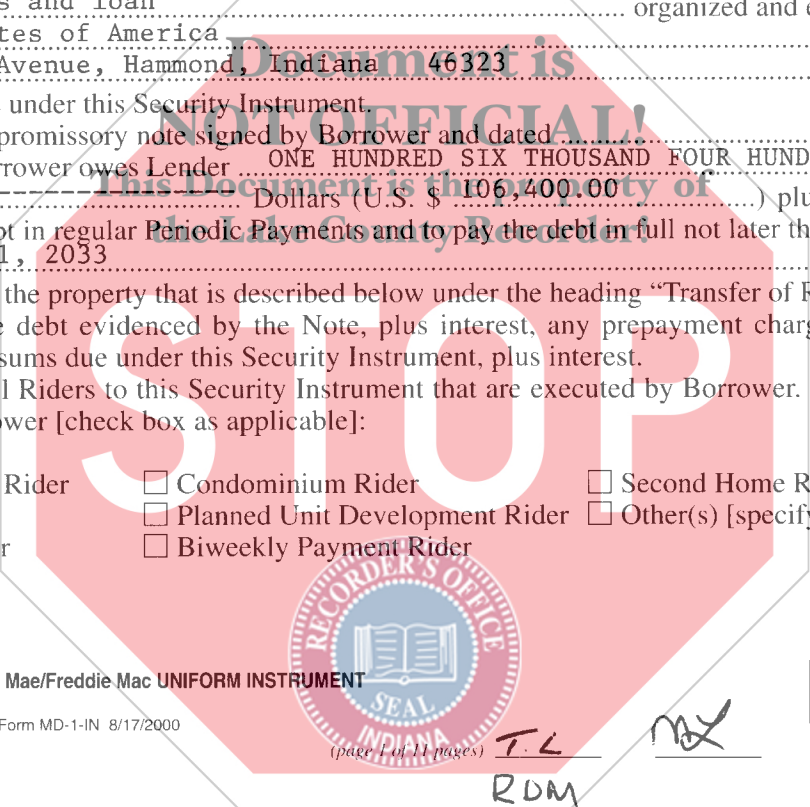 s and loan organized and e
tes of America
Avenue, Hammond, Indiana 46323
under this Security Instrument.
promissory note signed by Borrower and dated
rrower owes Lender ONE HUNDRED SIX THOUSAND FOUR HUND
Dollars (U.S. $ 106,400.00 ) plu
ot in regular Periodic Payments and to pay the debt in full not later th
1, 2033
the property that is described below under the heading “Transfer of R
e debt evidenced by the Note, plus interest, any prepayment charg
sums due under this Security Instrument, plus interest.
l Riders to this Security Instrument that are executed by Borrower.
ower [check box as applicable]:
Rider ☐ Condominium Rider ☐ Second Home R
☐ Planned Unit Development Rider ☐ Other(s) [specify
r ☐ Biweekly Payment Rider
Mae/Freddie Mac UNIFORM INSTRUMENT
Form MD-1-IN 8/17/2000
(page 1 of 11 pages) T.L
RDM
Document is
NOT OFFICIAL!
This Document is the property of
the Lake County Recorder!
STOP
RECORDER'S OFFICE
SEAL
INDIANA